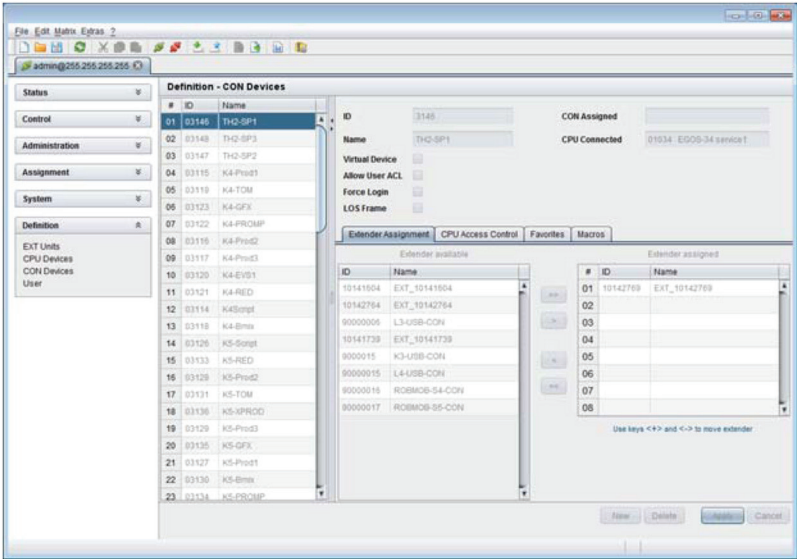 File Edit Matrix Extras ?
admin@255.255.255.255
Status
Control
Administration
Assignment
System
Definition
EXT Units
CPU Devices
CON Devices
User
Definition - CON Devices
# ID Name
01 03146 TH2-SP1
02 03148 TH2-SP3
03 03147 TH2-SP2
04 03115 K4-Prod1
05 03119 K4-TOM
06 03123 K4-GFX
07 03122 K4-PROMP
08 03116 K4-Prod2
09 03117 K4-Prod3
10 03120 K4-EVS1
11 03121 K4-RED
12 03114 K4Script
13 03118 K4-Bmix
14 03126 K5-Script
15 03133 K5-RED
16 03128 K5-Prod2
17 03131 K5-TOM
18 03136 K5-XPROD
19 03129 K5-Prod3
20 03135 K5-GFX
21 03127 K5-Prod1
22 03130 K5-Bmix
23 03134 K5-PROMP
ID 3146
Name TH2-SP1
Virtual Device
Allow User ACL
Force Login
LOS Frame
CON Assigned
CPU Connected 01034 EGOS-34 service1
Extender Assignment CPU Access Control Favorites Macros
Extender available
ID Name
10141604 EXT_10141604
10142764 EXT_10142764
90000006 L3-USB-CON
10141739 EXT_10141739
9000015 K3-USB-CON
90000015 L4-USB-CON
90000016 ROBMOB-S4-CON
90000017 ROBMOB-S5-CON
>>
>
<
<<
Extender assigned
# ID Name
01 10142769 EXT_10142769
02
03
04
05
06
07
08
Use keys <+> and <-> to move extender
New Delete Apply Cancel